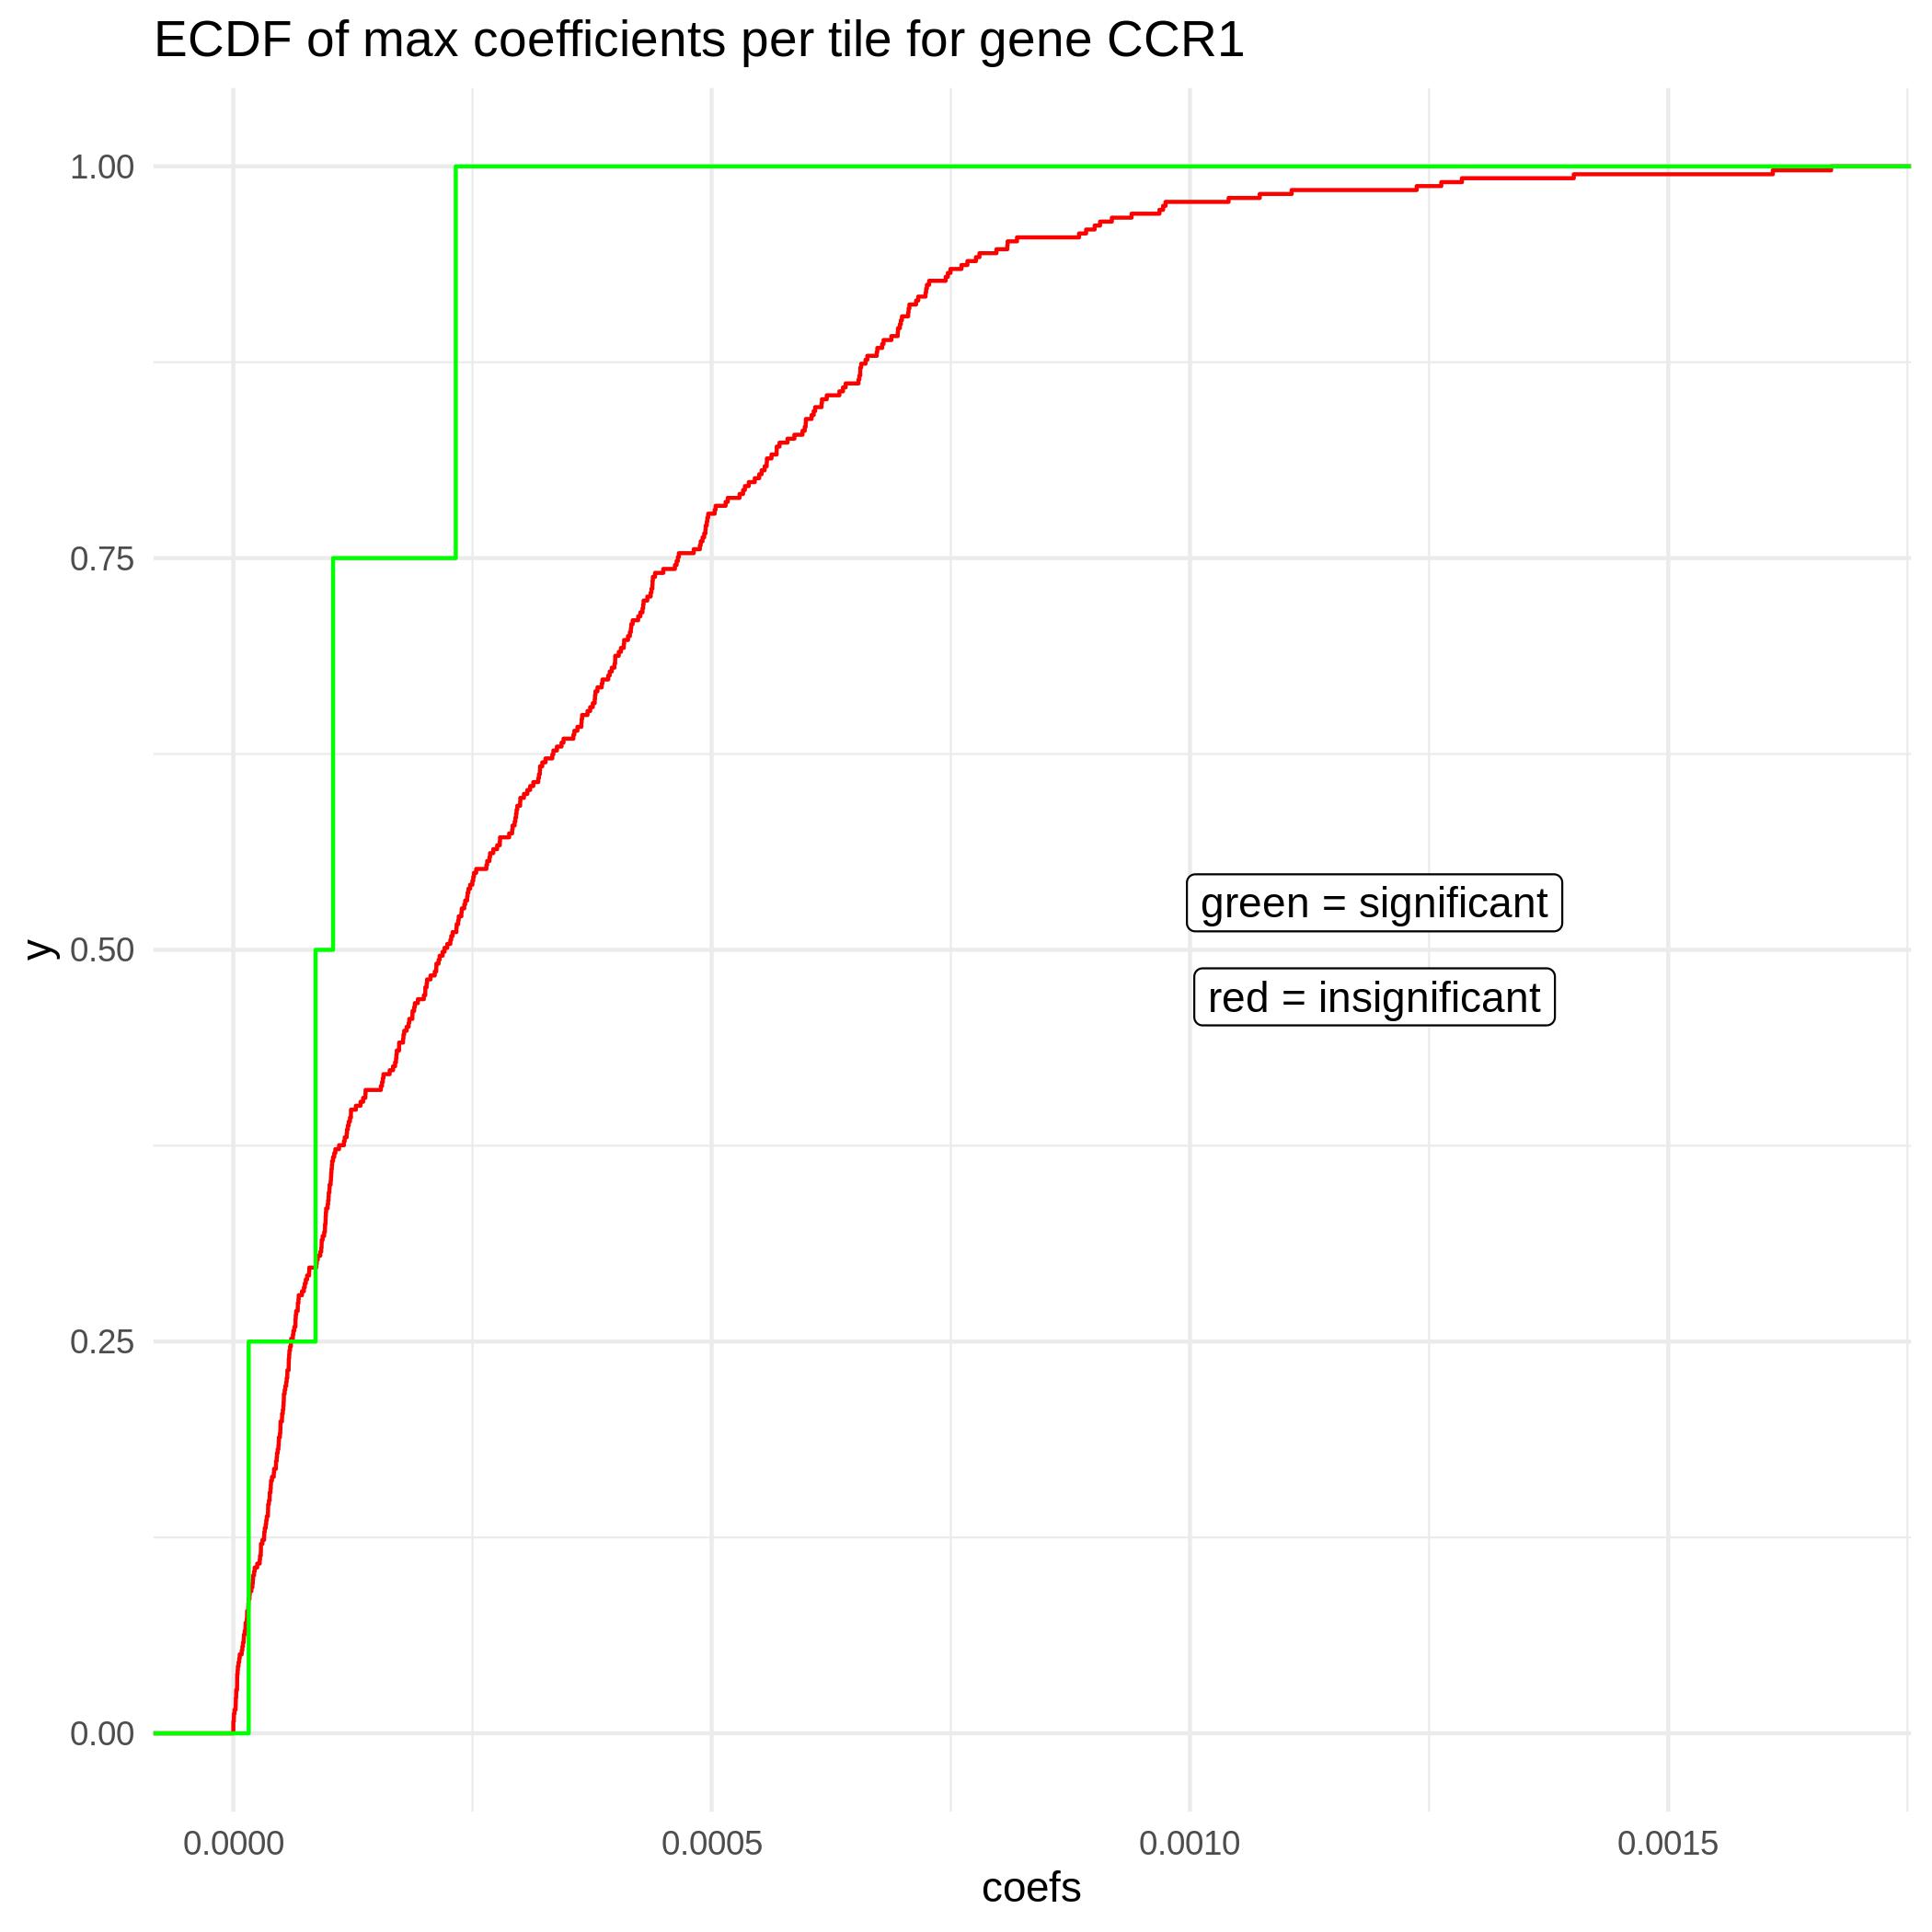 ECDF of max coefficients per tile for gene CCR1
1.00
0.75
0.50
0.25
0.00
y
green = significant
red = insignificant
0.0000
0.0005
0.0010
0.0015
coefs